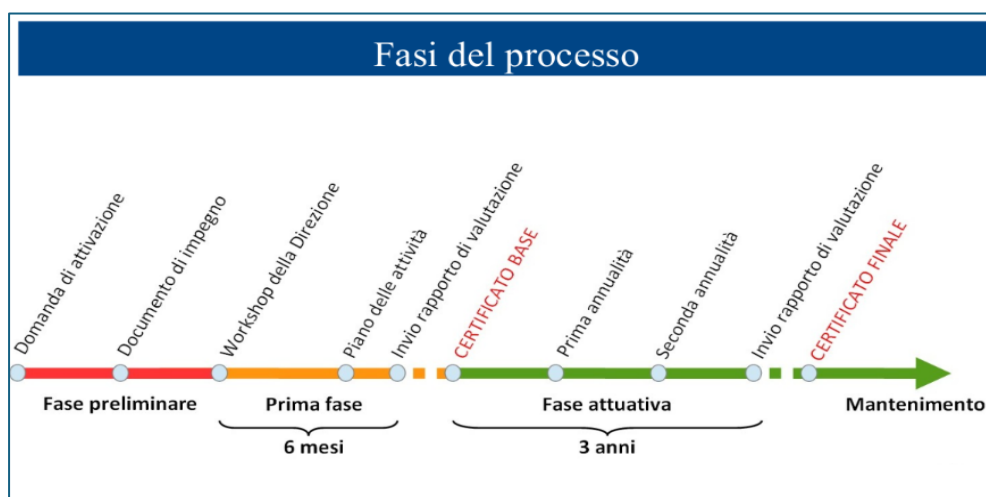 Fasi del processo
Domanda di attivazione
Documento di impegno
Workshop della Direzione
Piano delle attività
Invio rapporto di valutazione
CERTIFICATO BASE
Prima annualità
Seconda annualità
Invio rapporto di valutazione
CERTIFICATO FINALE
Fase preliminare
Prima fase
Fase attuativa
Mantenimento
6 mesi
3 anni